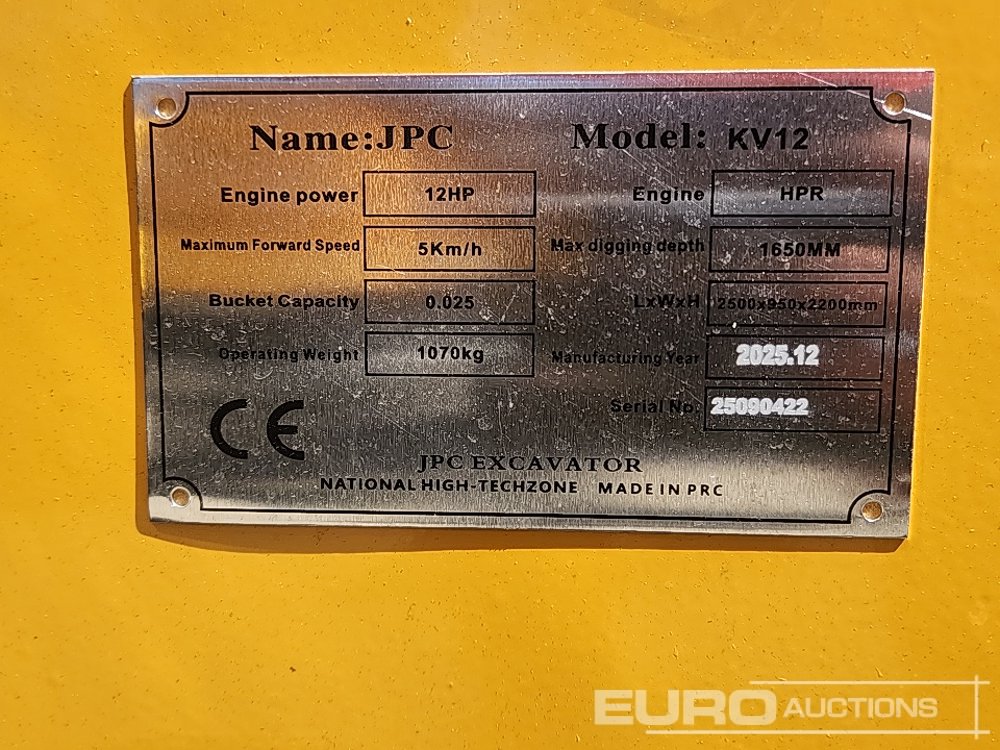 Name:JPC Model: KV12
Engine power 12HP Engine HPR
Maximum Forward Speed 5Km/h Max digging depth 1650MM
Bucket Capacity 0.025 LxWxH 2500x950x2200mm
Operating Weight 1070kg Manufacturing Year 2025.12
Serial No. 25090422
CE
JPC EXCAVATOR
NATIONAL HIGH-TECHZONE MADE IN PRC
EURO AUCTIONS